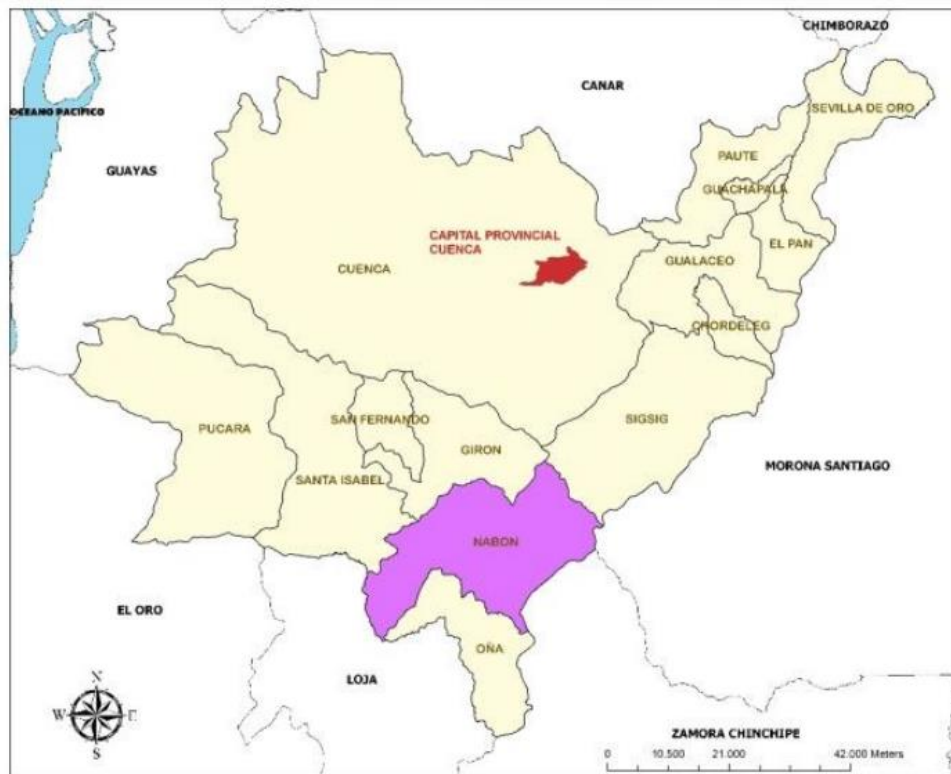 CHIMBORAZO
CANAR
SEVILLA DE ORO
OCEANO PACIFICO
PAUTE
GUAYAS
GUACHAPALA
CAPITAL PROVINCIAL
CUENCA
EL PAN
GUALACEO
CUENCA
CHORDELEG
SAN FERNANDO
SIGSIG
PUCARA
GIRON
MORONA SANTIAGO
SANTA ISABEL
NABON
EL ORO
OÑA
LOJA
N
W
E
S
ZAMORA CHINCHIPE
0 10.500 21.000 42.000 Meters